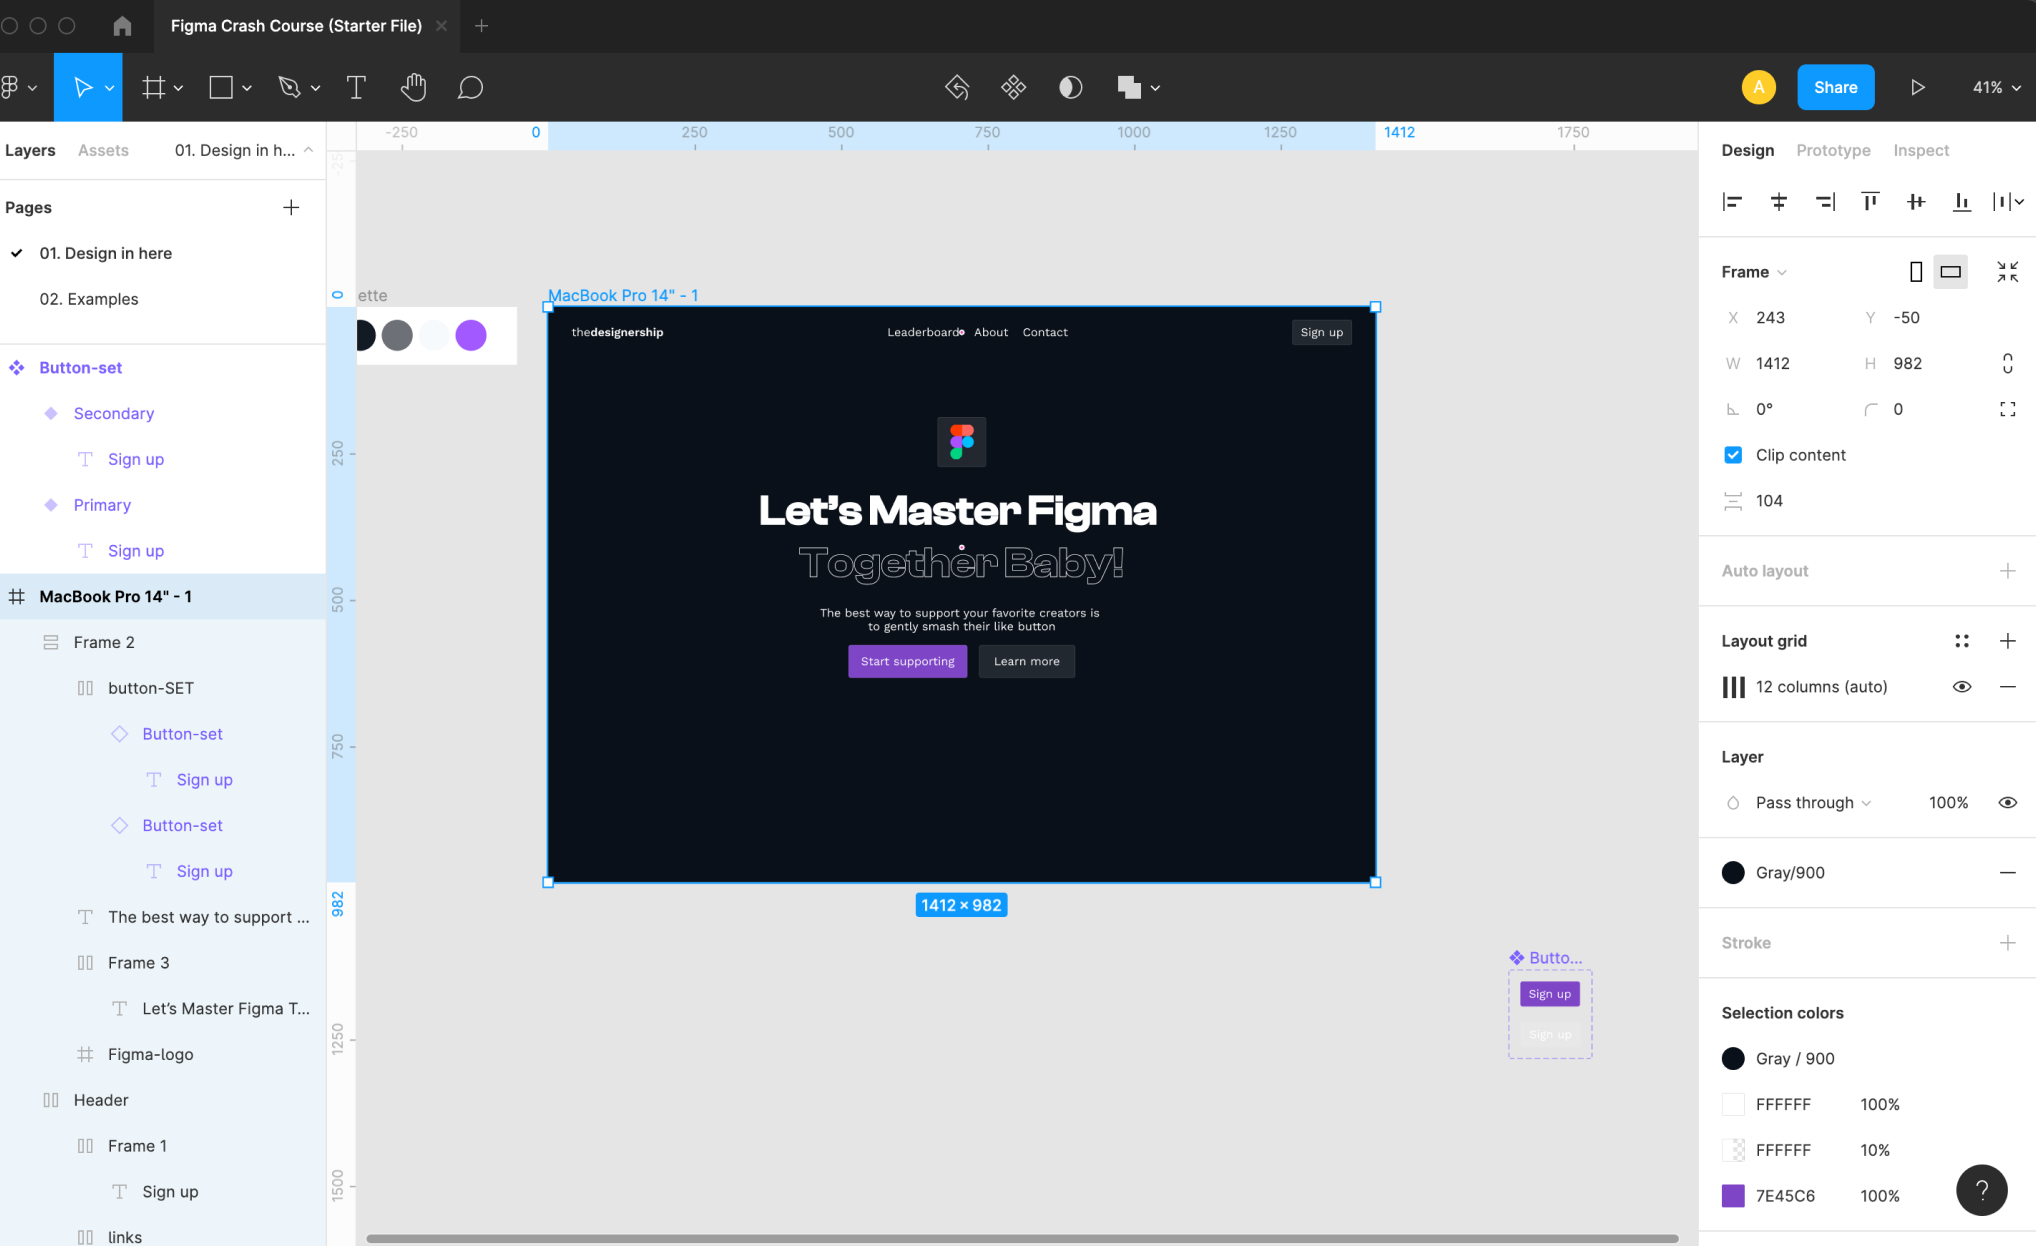 Figma Crash Course (Starter File)
Share
41%
A
Layers
Assets
01. Design in h...
Pages
01. Design in here
02. Examples
Button-set
Secondary
Sign up
Primary
Sign up
MacBook Pro 14" - 1
Frame 2
button-SET
Button-set
Sign up
Button-set
Sign up
The best way to support ...
Frame 3
Let's Master Figma T...
Figma-logo
Header
Frame 1
Sign up
links
-250
0
250
500
750
1000
1250
1412
1750
-25
0
250
500
750
982
1250
1500
ette
MacBook Pro 14" - 1
thedesignership
Leaderboard
About
Contact
Sign up
Let's Master Figma
Together Baby!
The best way to support your favorite creators is
to gently smash their like button
Start supporting
Learn more
1412 × 982
Butto...
Sign up
Sign up
Design
Prototype
Inspect
Frame
X 243
Y -50
W 1412
H 982
0°
0
Clip content
104
Auto layout
Layout grid
12 columns (auto)
Layer
Pass through
100%
Gray/900
Stroke
Selection colors
Gray / 900
FFFFFF 100%
FFFFFF 10%
7E45C6 100%
?